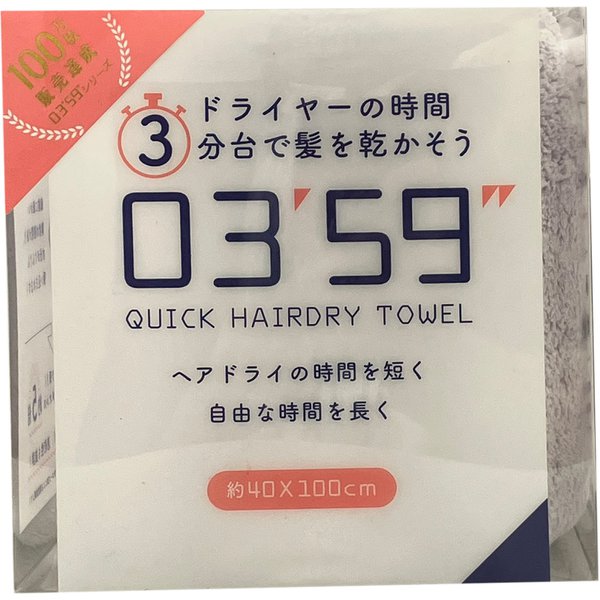 100万枚
販売達成
03'59"シリーズ
ドライヤーの時間
3
分台で髪を乾かそう
03'59"
QUICK HAIRDRY TOWEL
ヘアドライの時間を短く
自由な時間を長く
約40X100cm